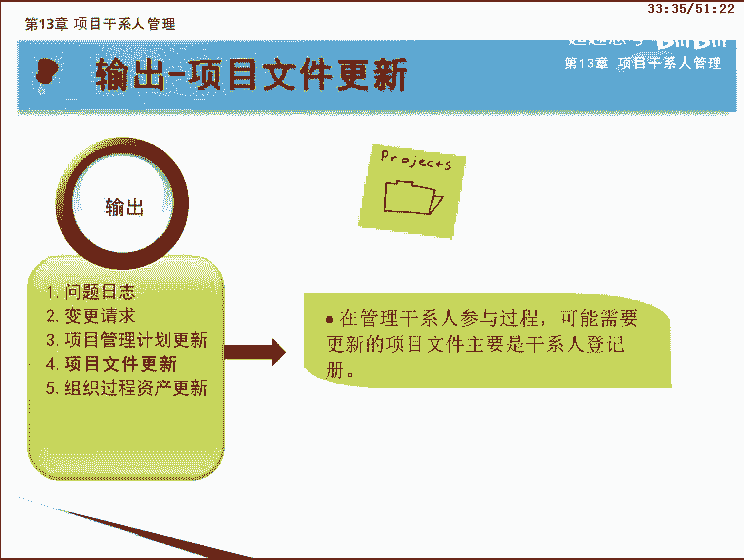 33:35/51:22
第13章 项目干系人管理
输出-项目文件更新
第13章 项目干系人管理
Projects
输出
1. 问题日志
2. 变更请求
3. 项目管理计划更新
4. 项目文件更新
5. 组织过程资产更新
● 在管理干系人参与过程，可能需要
更新的项目文件主要是干系人登记
册。